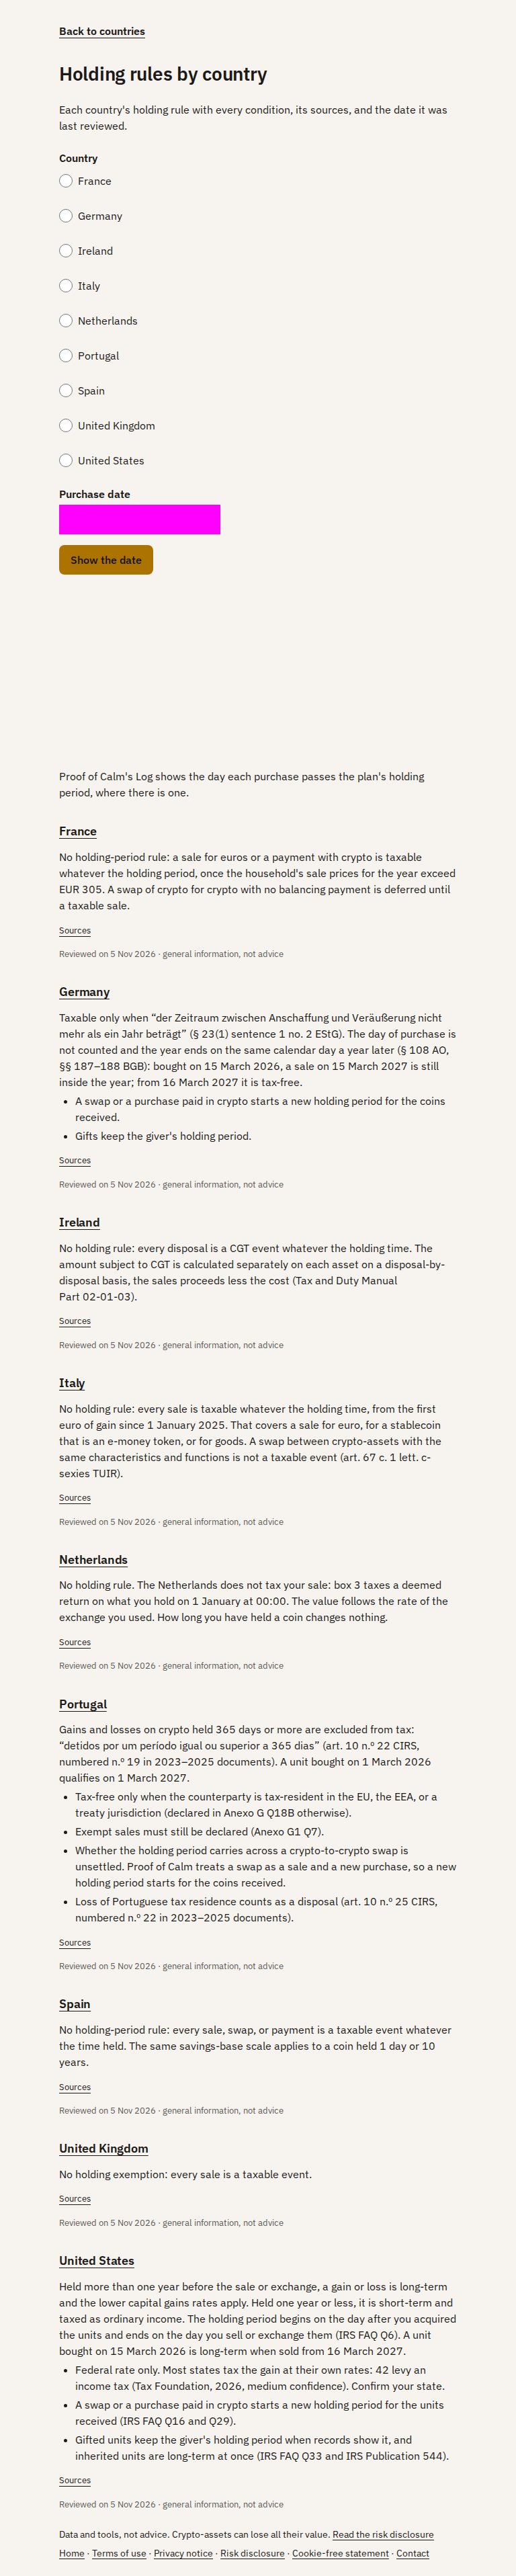 Back to countries
Holding rules by country
Each country's holding rule with every condition, its sources, and the date it was
last reviewed.
Country
France
Germany
Ireland
Italy
Netherlands
Portugal
Spain
United Kingdom
United States
Purchase date
Show the date
Proof of Calm's Log shows the day each purchase passes the plan's holding
period, where there is one.
France
No holding-period rule: a sale for euros or a payment with crypto is taxable
whatever the holding period, once the household's sale prices for the year exceed
EUR 305. A swap of crypto for crypto with no balancing payment is deferred until
a taxable sale.
Sources
Reviewed on 5 Nov 2026 · general information, not advice
Germany
Taxable only when “der Zeitraum zwischen Anschaffung und Veräußerung nicht
mehr als ein Jahr beträgt” (§ 23(1) sentence 1 no. 2 EStG). The day of purchase is
not counted and the year ends on the same calendar day a year later (§ 108 AO,
§§ 187–188 BGB): bought on 15 March 2026, a sale on 15 March 2027 is still
inside the year; from 16 March 2027 it is tax-free.
• A swap or a purchase paid in crypto starts a new holding period for the coins
received.
• Gifts keep the giver's holding period.
Sources
Reviewed on 5 Nov 2026 · general information, not advice
Ireland
No holding rule: every disposal is a CGT event whatever the holding time. The
amount subject to CGT is calculated separately on each asset on a disposal-by-
disposal basis, the sales proceeds less the cost (Tax and Duty Manual
Part 02-01-03).
Sources
Reviewed on 5 Nov 2026 · general information, not advice
Italy
No holding rule: every sale is taxable whatever the holding time, from the first
euro of gain since 1 January 2025. That covers a sale for euro, for a stablecoin
that is an e-money token, or for goods. A swap between crypto-assets with the
same characteristics and functions is not a taxable event (art. 67 c. 1 lett. c-
sexies TUIR).
Sources
Reviewed on 5 Nov 2026 · general information, not advice
Netherlands
No holding rule. The Netherlands does not tax your sale: box 3 taxes a deemed
return on what you hold on 1 January at 00:00. The value follows the rate of the
exchange you used. How long you have held a coin changes nothing.
Sources
Reviewed on 5 Nov 2026 · general information, not advice
Portugal
Gains and losses on crypto held 365 days or more are excluded from tax:
“detidos por um período igual ou superior a 365 dias” (art. 10 n.º 22 CIRS,
numbered n.º 19 in 2023–2025 documents). A unit bought on 1 March 2026
qualifies on 1 March 2027.
• Tax-free only when the counterparty is tax-resident in the EU, the EEA, or a
treaty jurisdiction (declared in Anexo G Q18B otherwise).
• Exempt sales must still be declared (Anexo G1 Q7).
• Whether the holding period carries across a crypto-to-crypto swap is
unsettled. Proof of Calm treats a swap as a sale and a new purchase, so a new
holding period starts for the coins received.
• Loss of Portuguese tax residence counts as a disposal (art. 10 n.º 25 CIRS,
numbered n.º 22 in 2023–2025 documents).
Sources
Reviewed on 5 Nov 2026 · general information, not advice
Spain
No holding-period rule: every sale, swap, or payment is a taxable event whatever
the time held. The same savings-base scale applies to a coin held 1 day or 10
years.
Sources
Reviewed on 5 Nov 2026 · general information, not advice
United Kingdom
No holding exemption: every sale is a taxable event.
Sources
Reviewed on 5 Nov 2026 · general information, not advice
United States
Held more than one year before the sale or exchange, a gain or loss is long-term
and the lower capital gains rates apply. Held one year or less, it is short-term and
taxed as ordinary income. The holding period begins on the day after you acquired
the units and ends on the day you sell or exchange them (IRS FAQ Q6). A unit
bought on 15 March 2026 is long-term when sold from 16 March 2027.
• Federal rate only. Most states tax the gain at their own rates: 42 levy an
income tax (Tax Foundation, 2026, medium confidence). Confirm your state.
• A swap or a purchase paid in crypto starts a new holding period for the units
received (IRS FAQ Q16 and Q29).
• Gifted units keep the giver's holding period when records show it, and
inherited units are long-term at once (IRS FAQ Q33 and IRS Publication 544).
Sources
Reviewed on 5 Nov 2026 · general information, not advice
Data and tools, not advice. Crypto-assets can lose all their value. Read the risk disclosure
Home · Terms of use · Privacy notice · Risk disclosure · Cookie-free statement · Contact